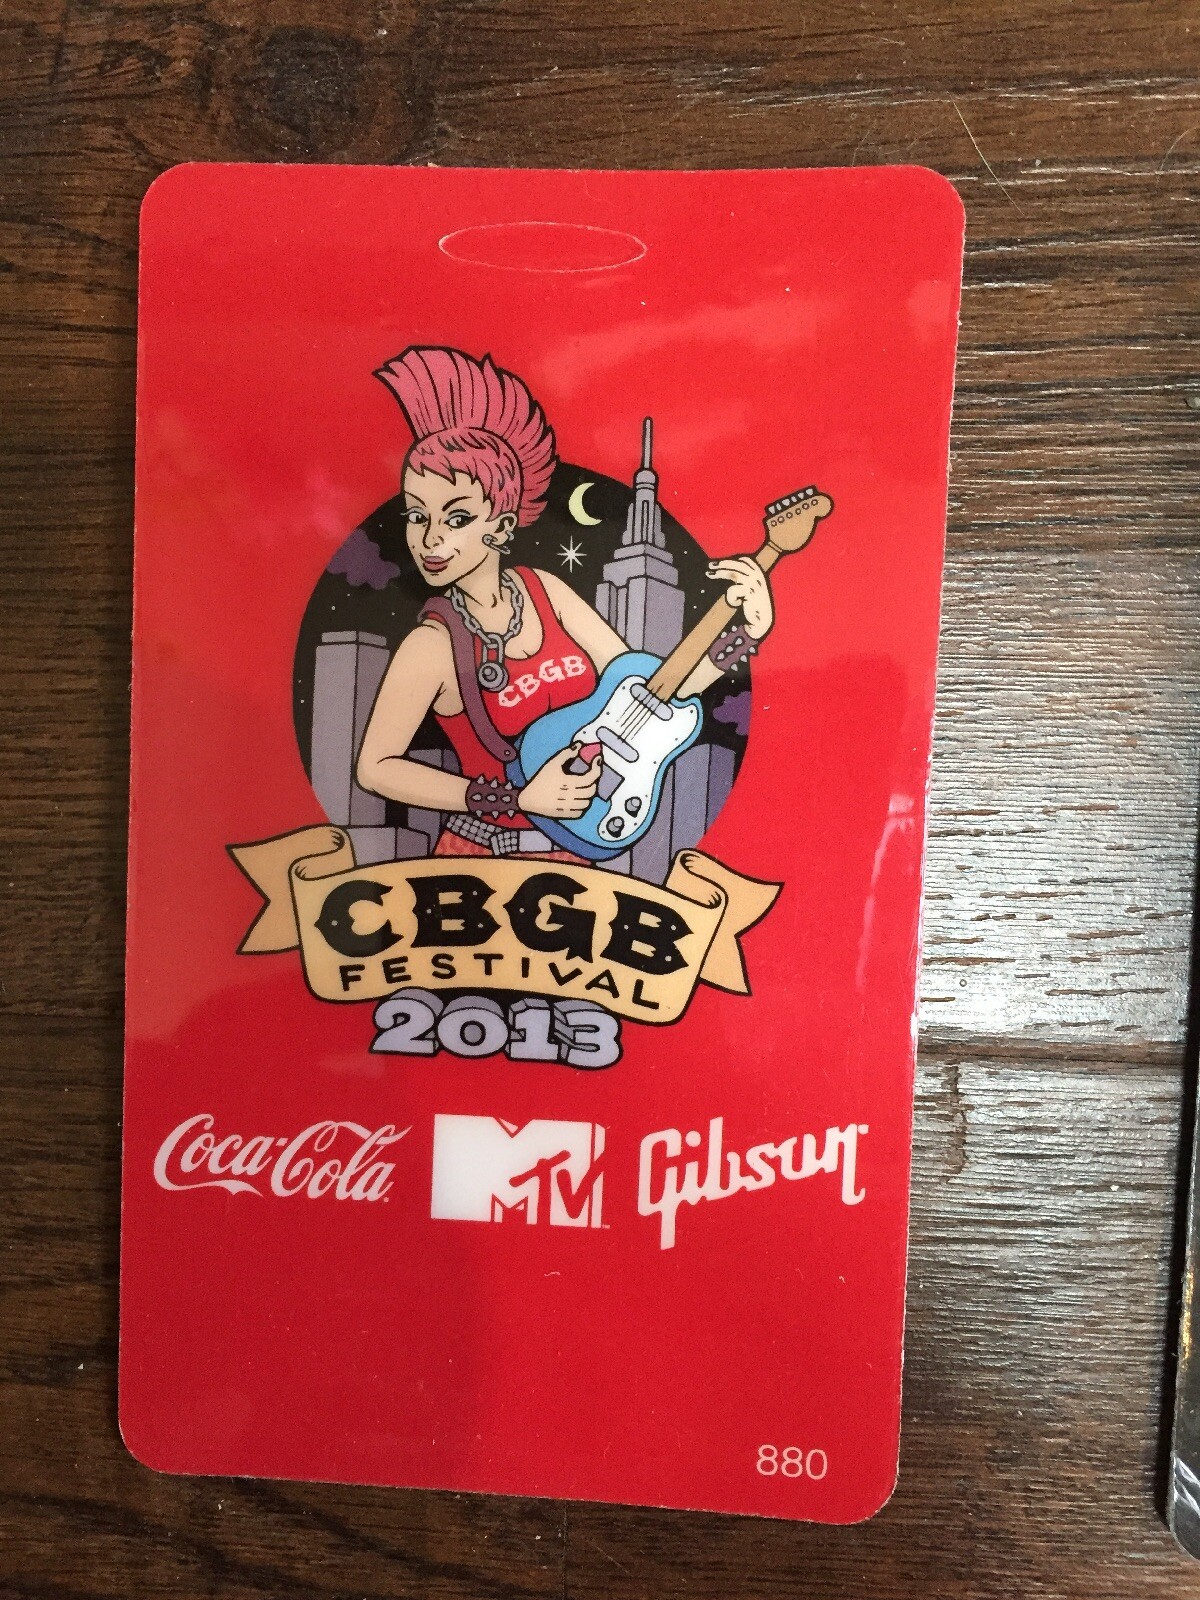 CBGB
CBGB
FESTIVAL
2013
Coca-Cola MTV Gibson
880